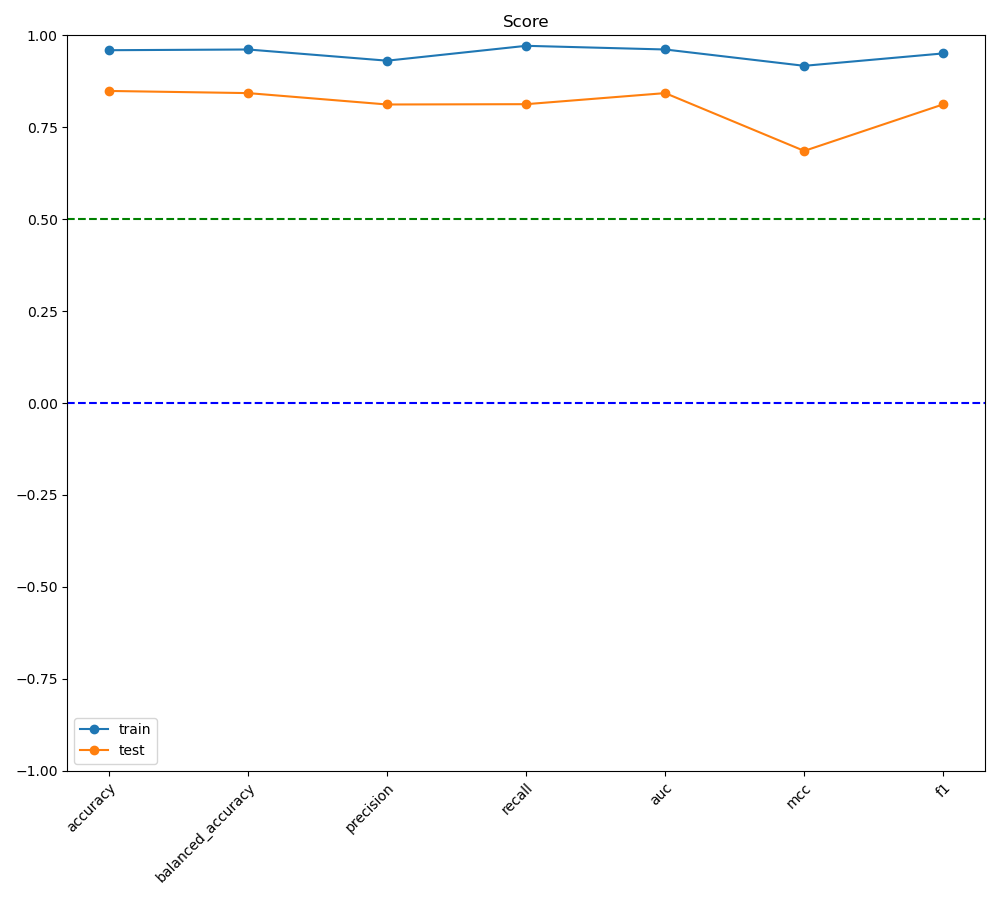 Score
1.00
0.75
0.50
0.25
0.00
−0.25
−0.50
−0.75
−1.00
train
test
accuracy
balanced_accuracy
precision
recall
auc
mcc
f1